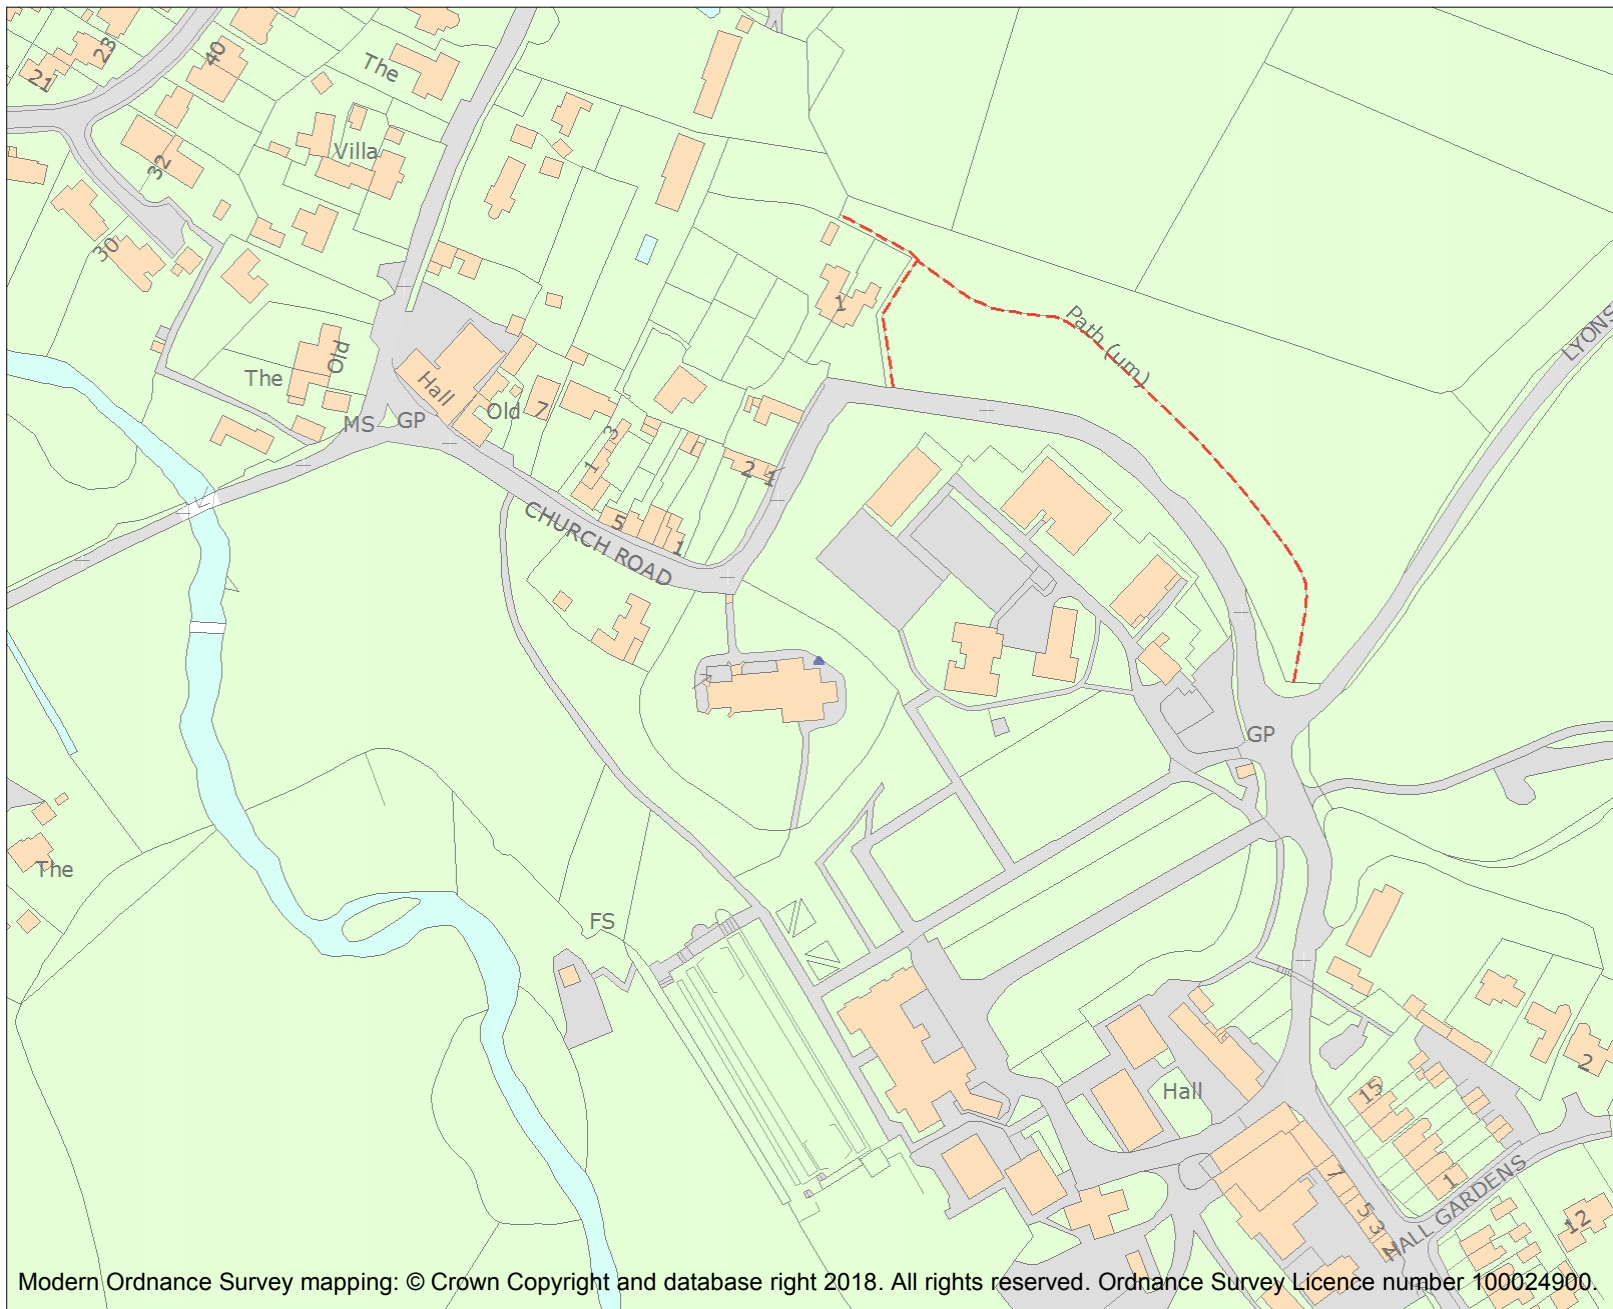 21
23
40
The
Villa
32
30
1
Path (um)
LYONS
The
Old
Hall
Old
7
MS
GP
3
1
2
1
5
1
CHURCH ROAD
GP
The
FS
Hall
15
2
1
7
5
3
HALL GARDENS
12
Modern Ordnance Survey mapping: © Crown Copyright and database right 2018. All rights reserved. Ordnance Survey Licence number 100024900.